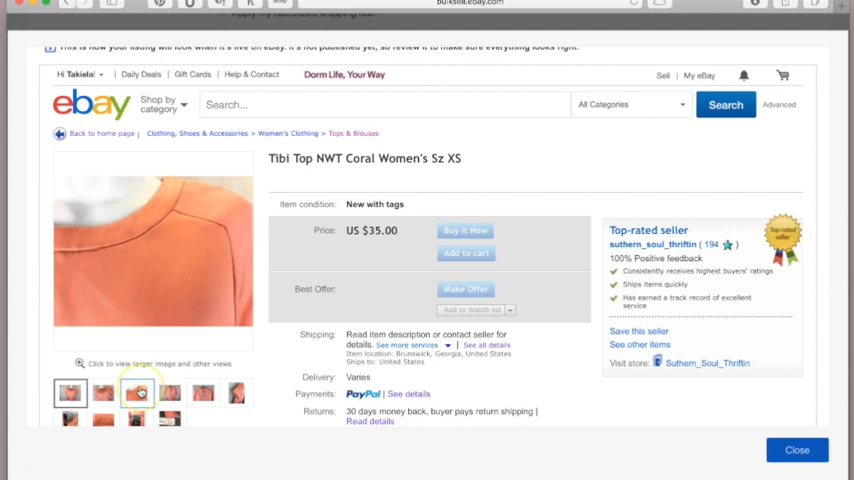 bulksell.ebay.com
Apply my calculated shipping rule
This is how your listing will look when it's live on eBay. It's not published yet, so review it to make sure everything looks right.
Hi Takiela! Daily Deals Gift Cards Help & Contact Dorm Life, Your Way Sell My eBay
ebay Shop by category Search... All Categories Search Advanced
Back to home page | Clothing, Shoes & Accessories > Women's Clothing > Tops & Blouses
Tibi Top NWT Coral Women's Sz XS
Item condition: New with tags
Price: US $35.00 Buy It Now
Add to cart
Best Offer: Make Offer
Add to Watch list
Shipping: Read item description or contact seller for
details. See more services | See all details
Item location: Brunswick, Georgia, United States
Ships to: United States
Delivery: Varies
Payments: PayPal | See details
Returns: 30 days money back, buyer pays return shipping |
Read details
Click to view larger image and other views
Top-rated seller
suthern_soul_thriftin ( 194 )
100% Positive feedback
Consistently receives highest buyers' ratings
Ships items quickly
Has earned a track record of excellent
service
Save this seller
See other items
Visit store: Suthern_Soul_Thriftin
Top-rated
seller
Close